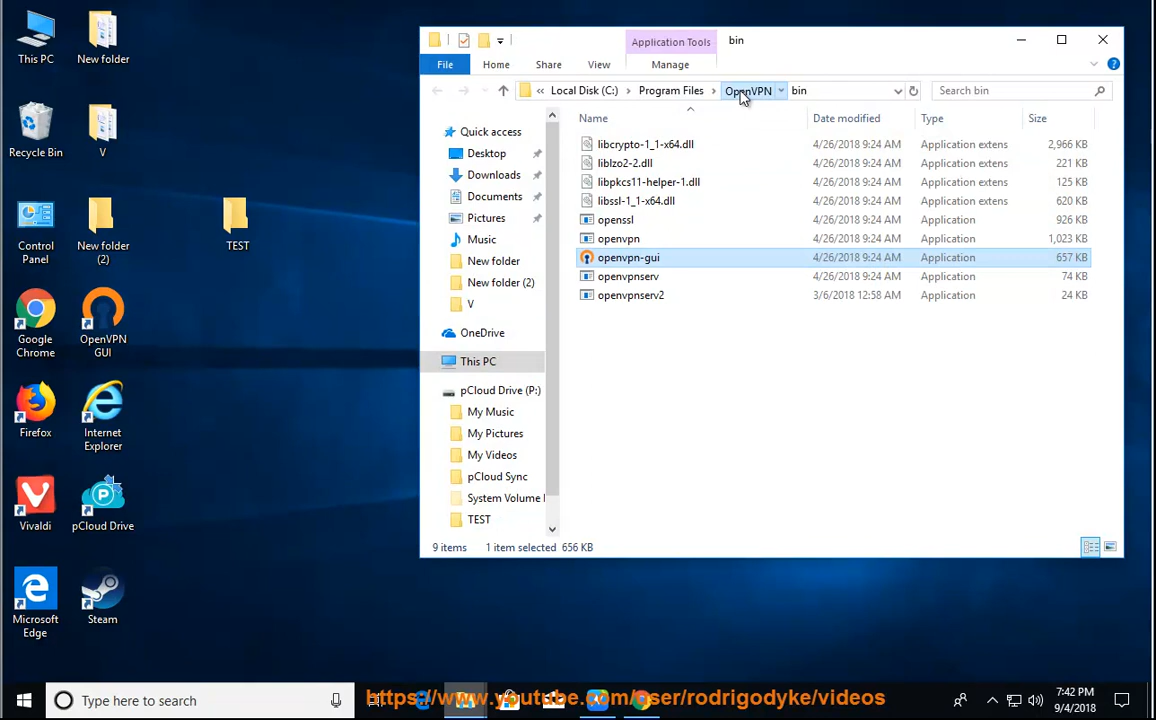 This PC
New folder
Recycle Bin
V
Control
Panel
New folder
(2)
TEST
Google
Chrome
OpenVPN
GUI
Firefox
Internet
Explorer
Vivaldi
pCloud Drive
Microsoft
Edge
Steam
Application Tools
bin
File
Home
Share
View
Manage
« Local Disk (C:) > Program Files > OpenVPN bin
Search bin
Name
Date modified
Type
Size
libcrypto-1_1-x64.dll 4/26/2018 9:24 AM Application extens 2,966 KB
liblzo2-2.dll 4/26/2018 9:24 AM Application extens 221 KB
libpkcs11-helper-1.dll 4/26/2018 9:24 AM Application extens 125 KB
libssl-1_1-x64.dll 4/26/2018 9:24 AM Application extens 620 KB
openssl 4/26/2018 9:24 AM Application 926 KB
openvpn 4/26/2018 9:24 AM Application 1,023 KB
openvpn-gui 4/26/2018 9:24 AM Application 657 KB
openvpnserv 4/26/2018 9:24 AM Application 74 KB
openvpnserv2 3/6/2018 12:58 AM Application 24 KB
Quick access
Desktop
Downloads
Documents
Pictures
Music
New folder
New folder (2)
V
OneDrive
This PC
pCloud Drive (P:)
My Music
My Pictures
My Videos
pCloud Sync
System Volume
TEST
9 items 1 item selected 656 KB
Type here to search
https://www.youtube.com/user/rodrigodyke/videos
7:42 PM
9/4/2018